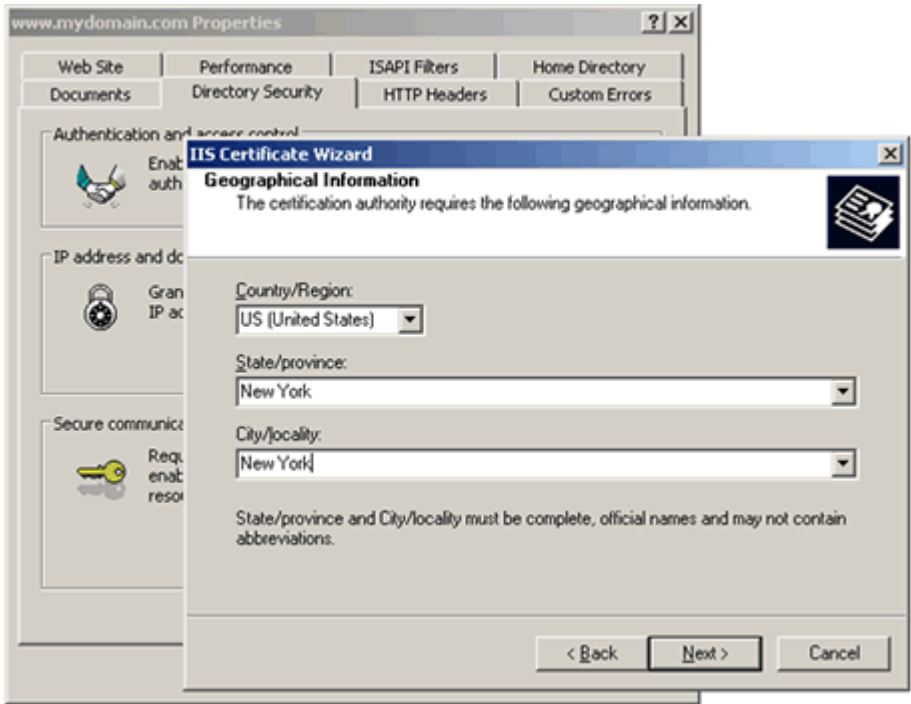 www.mydomain.com Properties
Web Site
Performance
ISAPI Filters
Home Directory
Documents
Directory Security
HTTP Headers
Custom Errors
Authentication and access control
Enab
auth
IP address and do
Gran
IP ac
Secure communica
Requ
enab
resou
IIS Certificate Wizard
Geographical Information
The certification authority requires the following geographical information.
Country/Region:
US (United States)
State/province:
New York
City/locality:
New York
State/province and City/locality must be complete, official names and may not contain
abbreviations.
< Back
Next >
Cancel